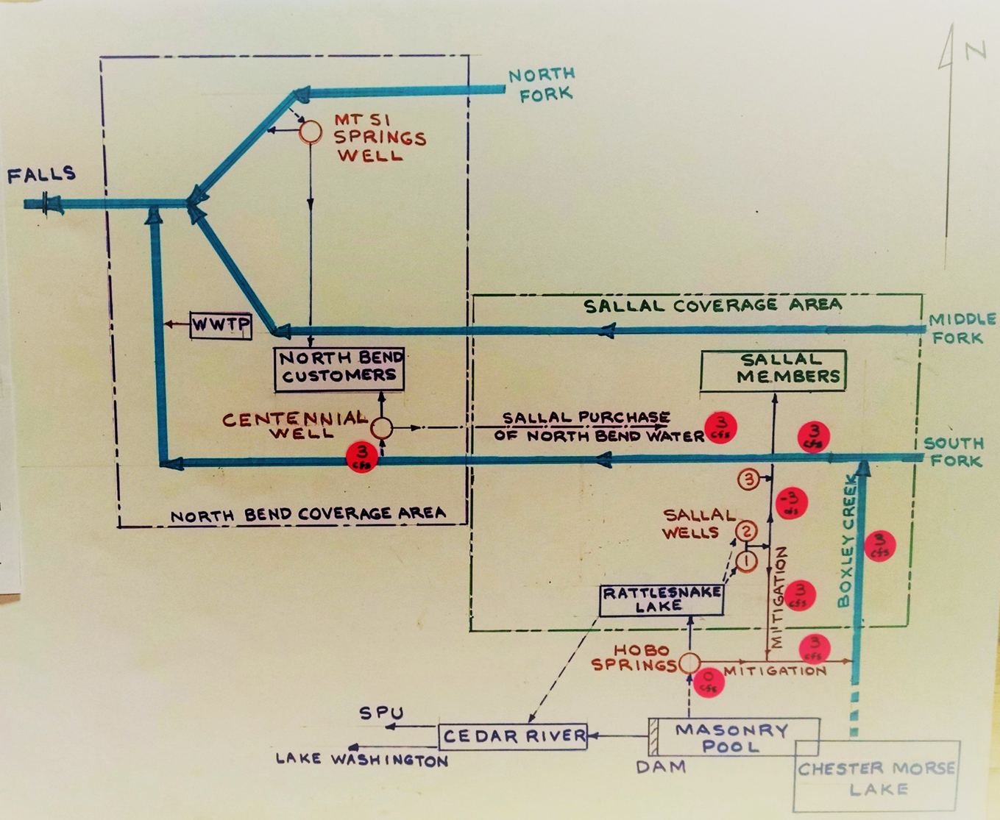 N
NORTH
FORK
MT SI
SPRINGS
WELL
FALLS
SALLAL COVERAGE AREA
MIDDLE
FORK
WWTP
NORTH BEND
CUSTOMERS
SALLAL
MEMBERS
CENTENNIAL
WELL
SALLAL PURCHASE
OF NORTH BEND WATER
3
cfs
3
cfs
3
cfs
SOUTH
FORK
3
-3
cfs
NORTH BEND COVERAGE AREA
SALLAL
WELLS
2
1
BOXLEY CREEK
3
cfs
MITIGATION
3
cfs
RATTLESNAKE
LAKE
HOBO
SPRINGS
MITIGATION
3
cfs
0
cfs
SPU
CEDAR RIVER
LAKE WASHINGTON
MASONRY
POOL
DAM
CHESTER MORSE
LAKE